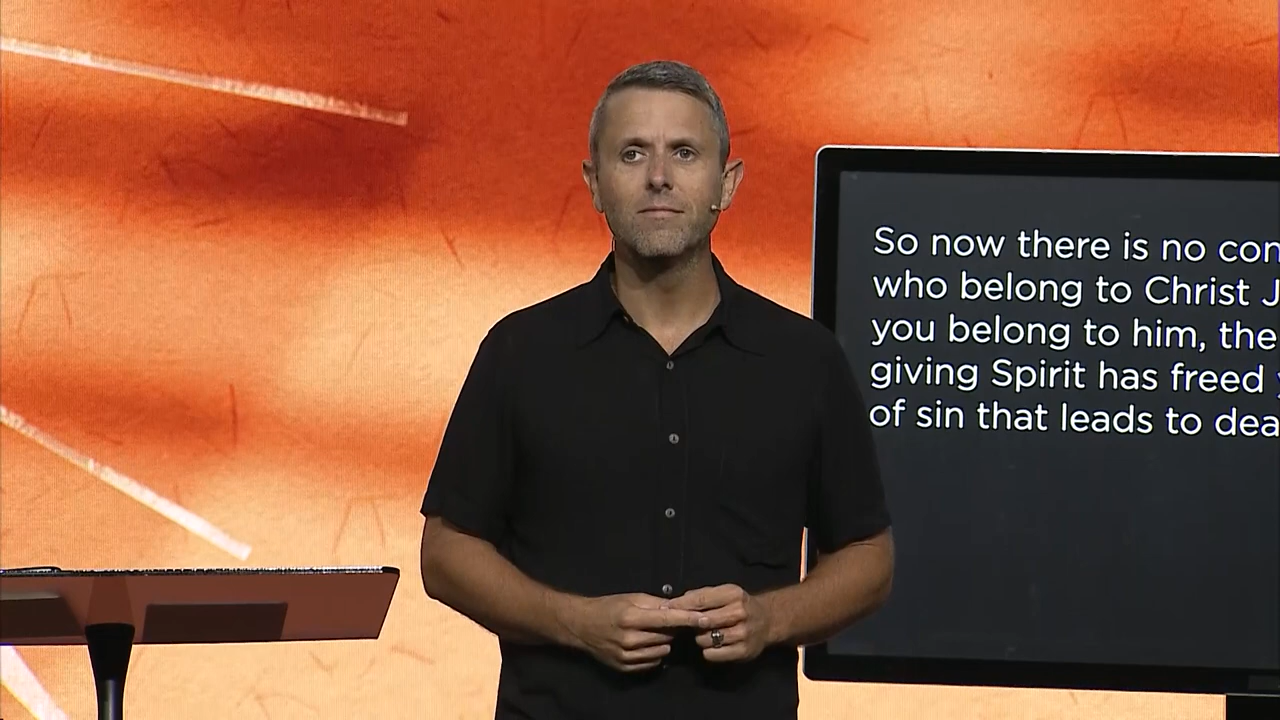 So now there is no con
who belong to Christ J
you belong to him, the
giving Spirit has freed
of sin that leads to dea